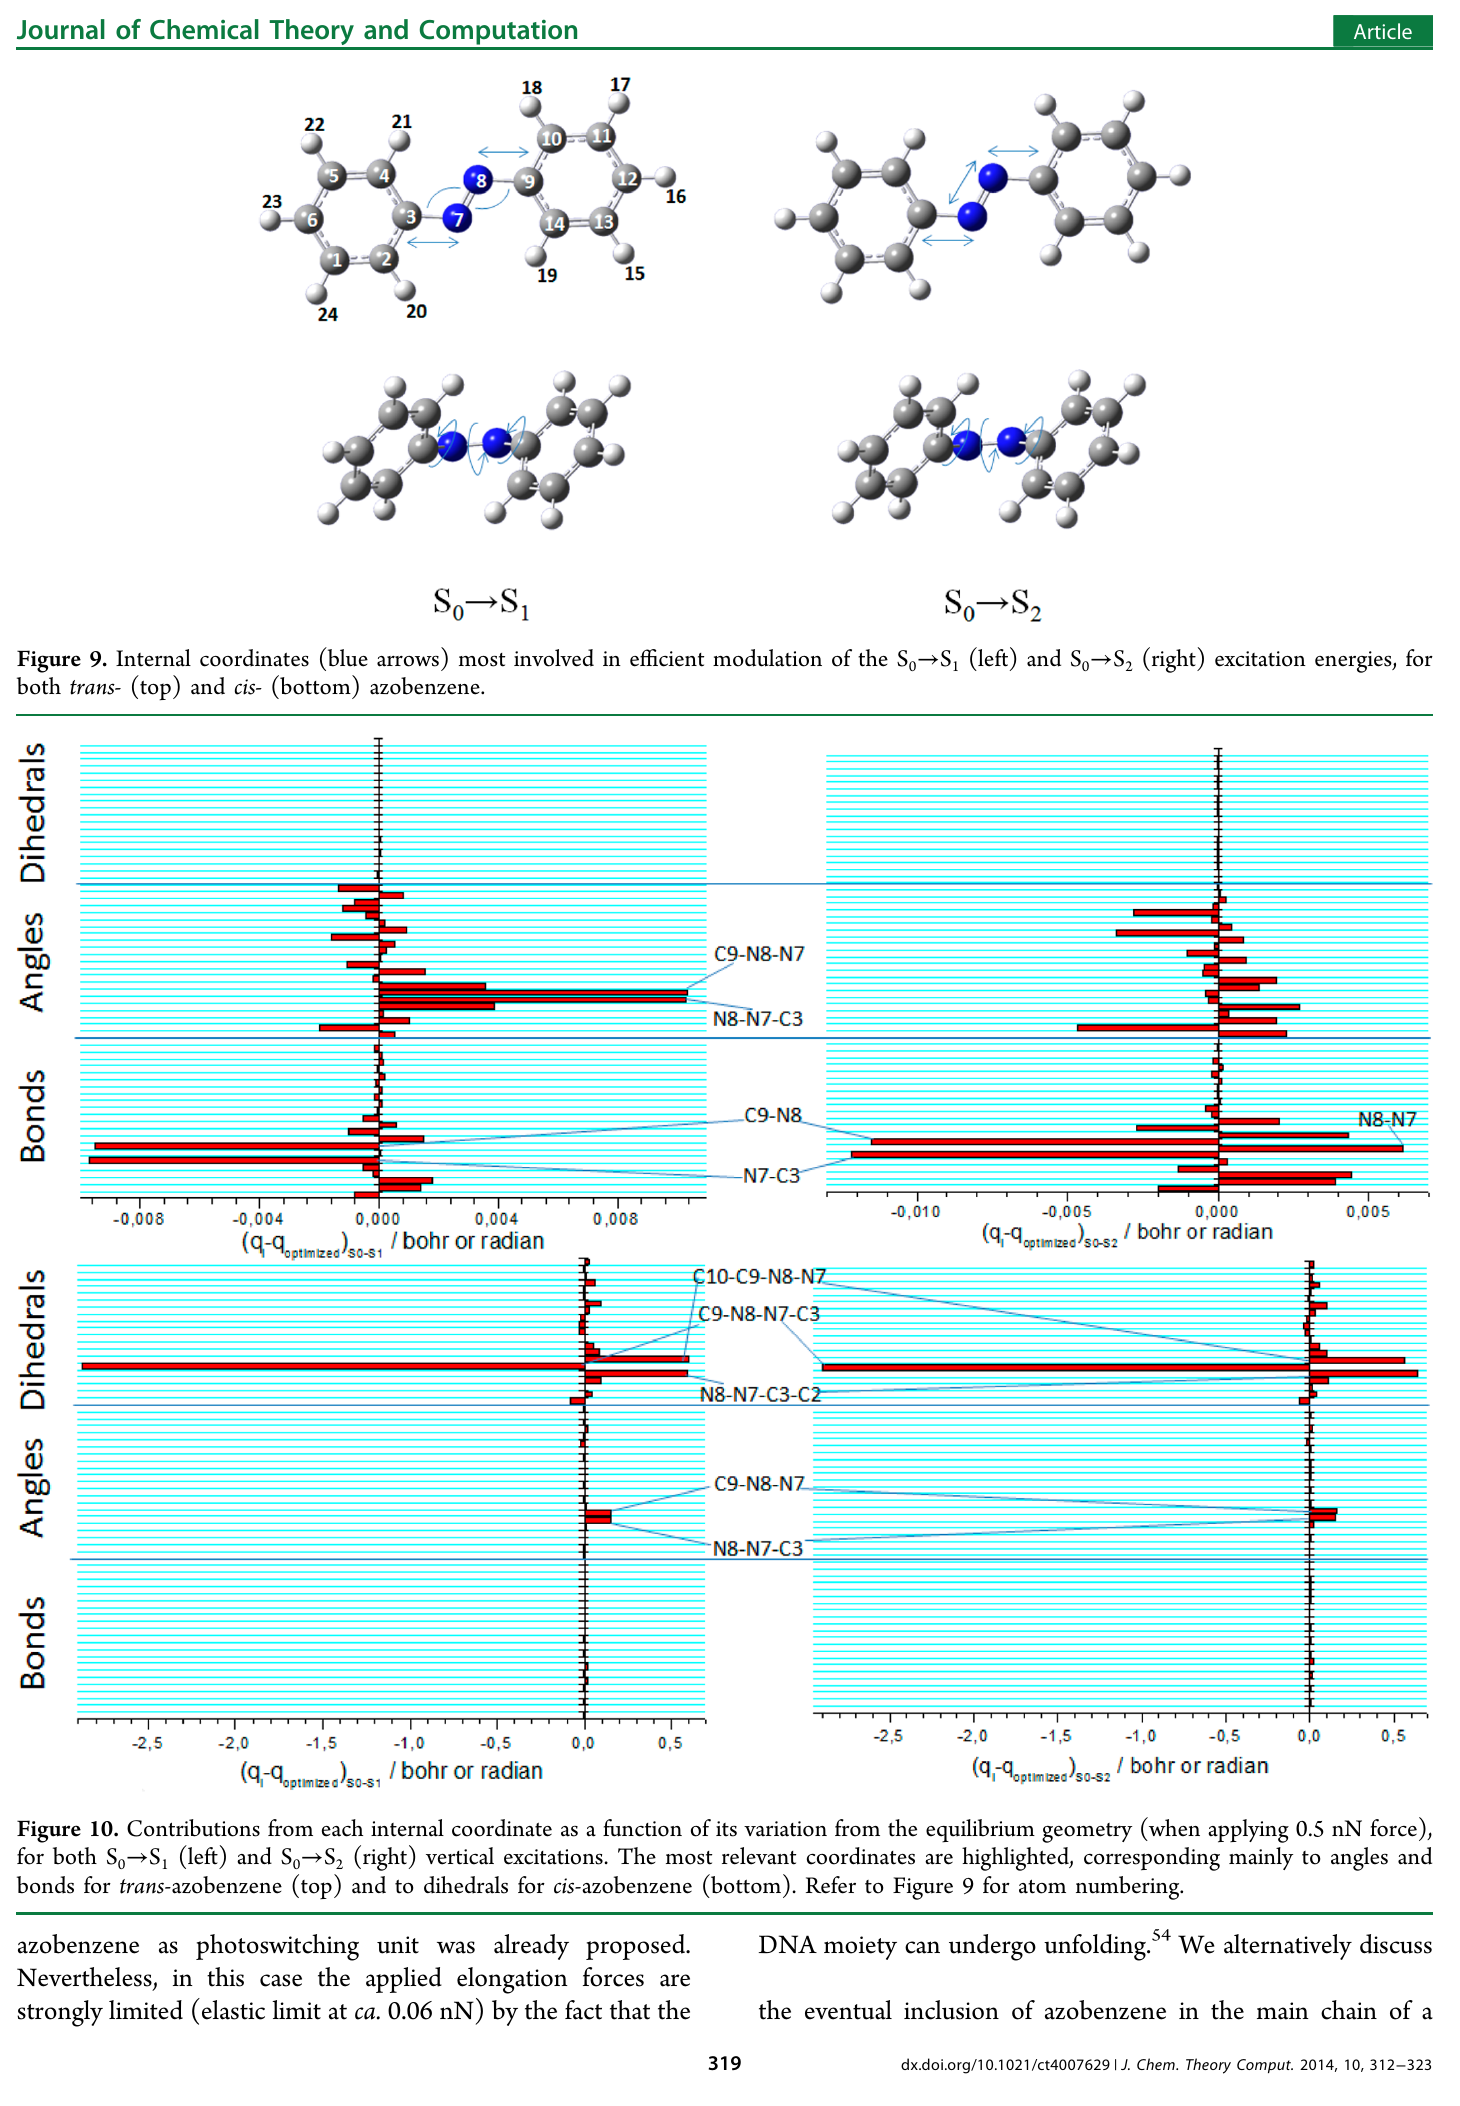 Journal of Chemical Theory and Computation
Article
18
17
22
21
10
11
5
4
8
9
12
16
23
6
3
7
14
13
1
2
19
15
24
20
S0→S1
S0→S2
Figure 9. Internal coordinates (blue arrows) most involved in efficient modulation of the S0→S1 (left) and S0→S2 (right) excitation energies, for
both trans- (top) and cis- (bottom) azobenzene.
Dihedrals
Angles
Bonds
C9-N8-N7
N8-N7-C3
C9-N8
N7-C3
N8-N7
-0,008
-0,004
0,000
0,004
0,008
(qi-qoptimized)S0-S1 / bohr or radian
-0,010
-0,005
0,000
0,005
(qi-qoptimized)S0-S2 / bohr or radian
Dihedrals
Angles
Bonds
C10-C9-N8-N7
C9-N8-N7-C3
N8-N7-C3-C2
C9-N8-N7
N8-N7-C3
-2,5
-2,0
-1,5
-1,0
-0,5
0,0
0,5
(qi-qoptimized)S0-S1 / bohr or radian
-2,5
-2,0
-1,5
-1,0
-0,5
0,0
0,5
(qi-qoptimized)S0-S2 / bohr or radian
Figure 10. Contributions from each internal coordinate as a function of its variation from the equilibrium geometry (when applying 0.5 nN force),
for both S0→S1 (left) and S0→S2 (right) vertical excitations. The most relevant coordinates are highlighted, corresponding mainly to angles and
bonds for trans-azobenzene (top) and to dihedrals for cis-azobenzene (bottom). Refer to Figure 9 for atom numbering.
azobenzene as photoswitching unit was already proposed.
Nevertheless, in this case the applied elongation forces are
strongly limited (elastic limit at ca. 0.06 nN) by the fact that the
DNA moiety can undergo unfolding.54 We alternatively discuss
the eventual inclusion of azobenzene in the main chain of a
319
dx.doi.org/10.1021/ct4007629 | J. Chem. Theory Comput. 2014, 10, 312−323